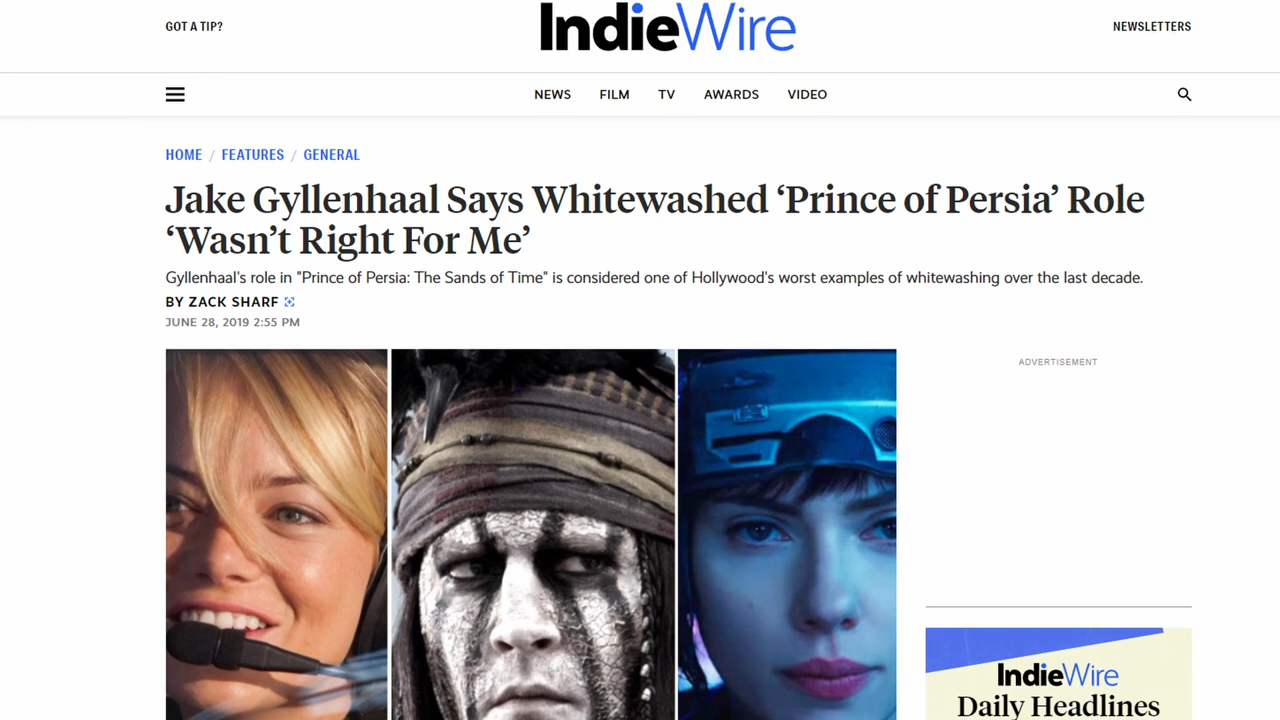 GOT A TIP?
IndieWire
NEWSLETTERS
NEWS FILM TV AWARDS VIDEO
HOME / FEATURES / GENERAL
Jake Gyllenhaal Says Whitewashed ‘Prince of Persia’ Role
‘Wasn’t Right For Me’
Gyllenhaal's role in "Prince of Persia: The Sands of Time" is considered one of Hollywood's worst examples of whitewashing over the last decade.
BY ZACK SHARF
JUNE 28, 2019 2:55 PM
ADVERTISEMENT
IndieWire
Daily Headlines